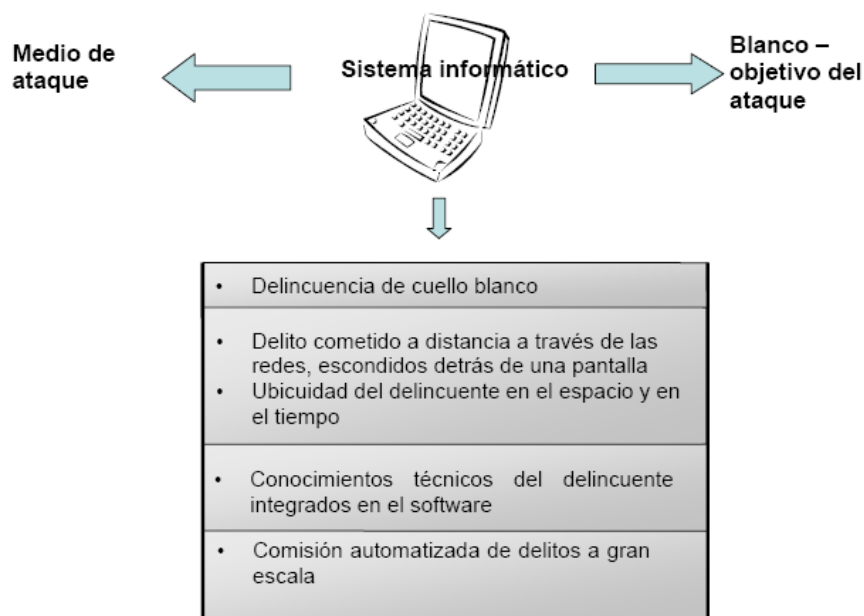 Medio de
ataque
Sistema informático
Blanco –
objetivo del
ataque
• Delincuencia de cuello blanco
• Delito cometido a distancia a través de las
redes, escondidos detrás de una pantalla
• Ubicuidad del delincuente en el espacio y en
el tiempo
• Conocimientos técnicos del delincuente
integrados en el software
• Comisión automatizada de delitos a gran
escala